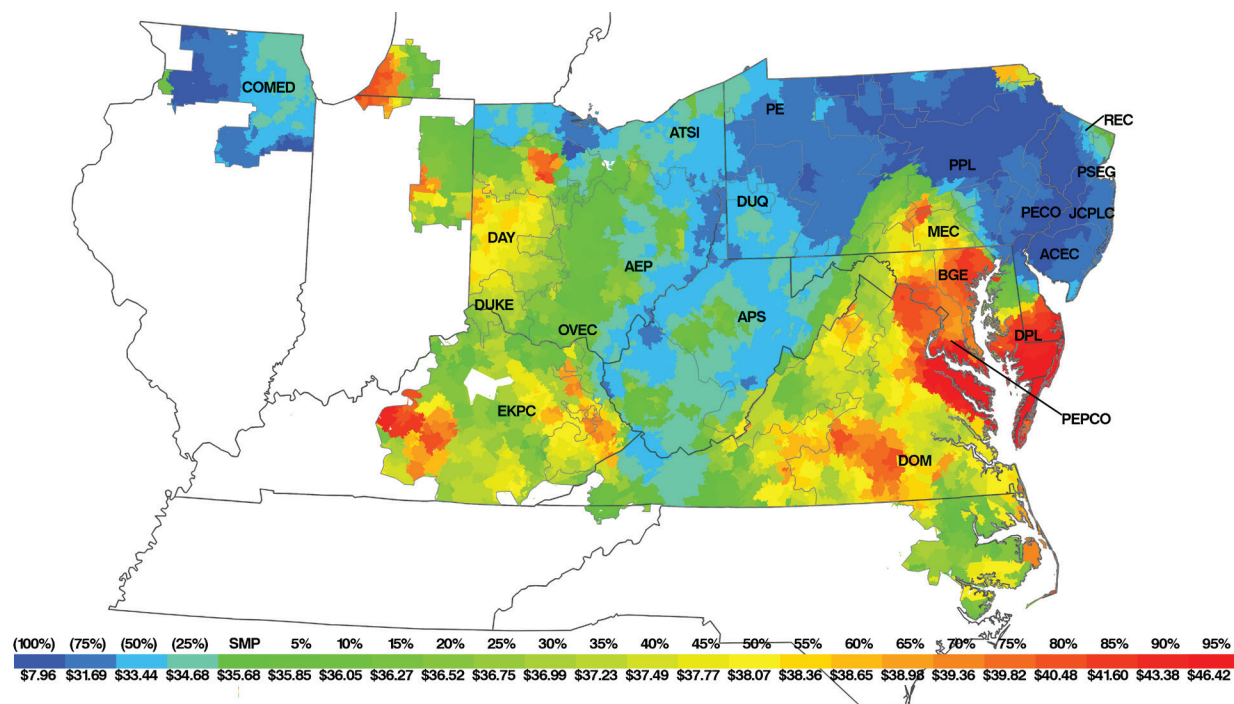 COMED
PE
REC
ATSI
PPL
PSEG
DUQ
PECO
JCPLC
MEC
DAY
ACEC
AEP
BGE
DUKE
APS
OVEC
DPL
EKPC
PEPCO
DOM
(100%) (75%) (50%) (25%) SMP 5% 10% 15% 20% 25% 30% 35% 40% 45% 50% 55% 60% 65% 70% 75% 80% 85% 90% 95%
$7.96 $31.69 $33.44 $34.68 $35.68 $35.85 $36.05 $36.27 $36.52 $36.75 $36.99 $37.23 $37.49 $37.77 $38.07 $38.36 $38.65 $38.98 $39.36 $39.82 $40.48 $41.60 $43.38 $46.42